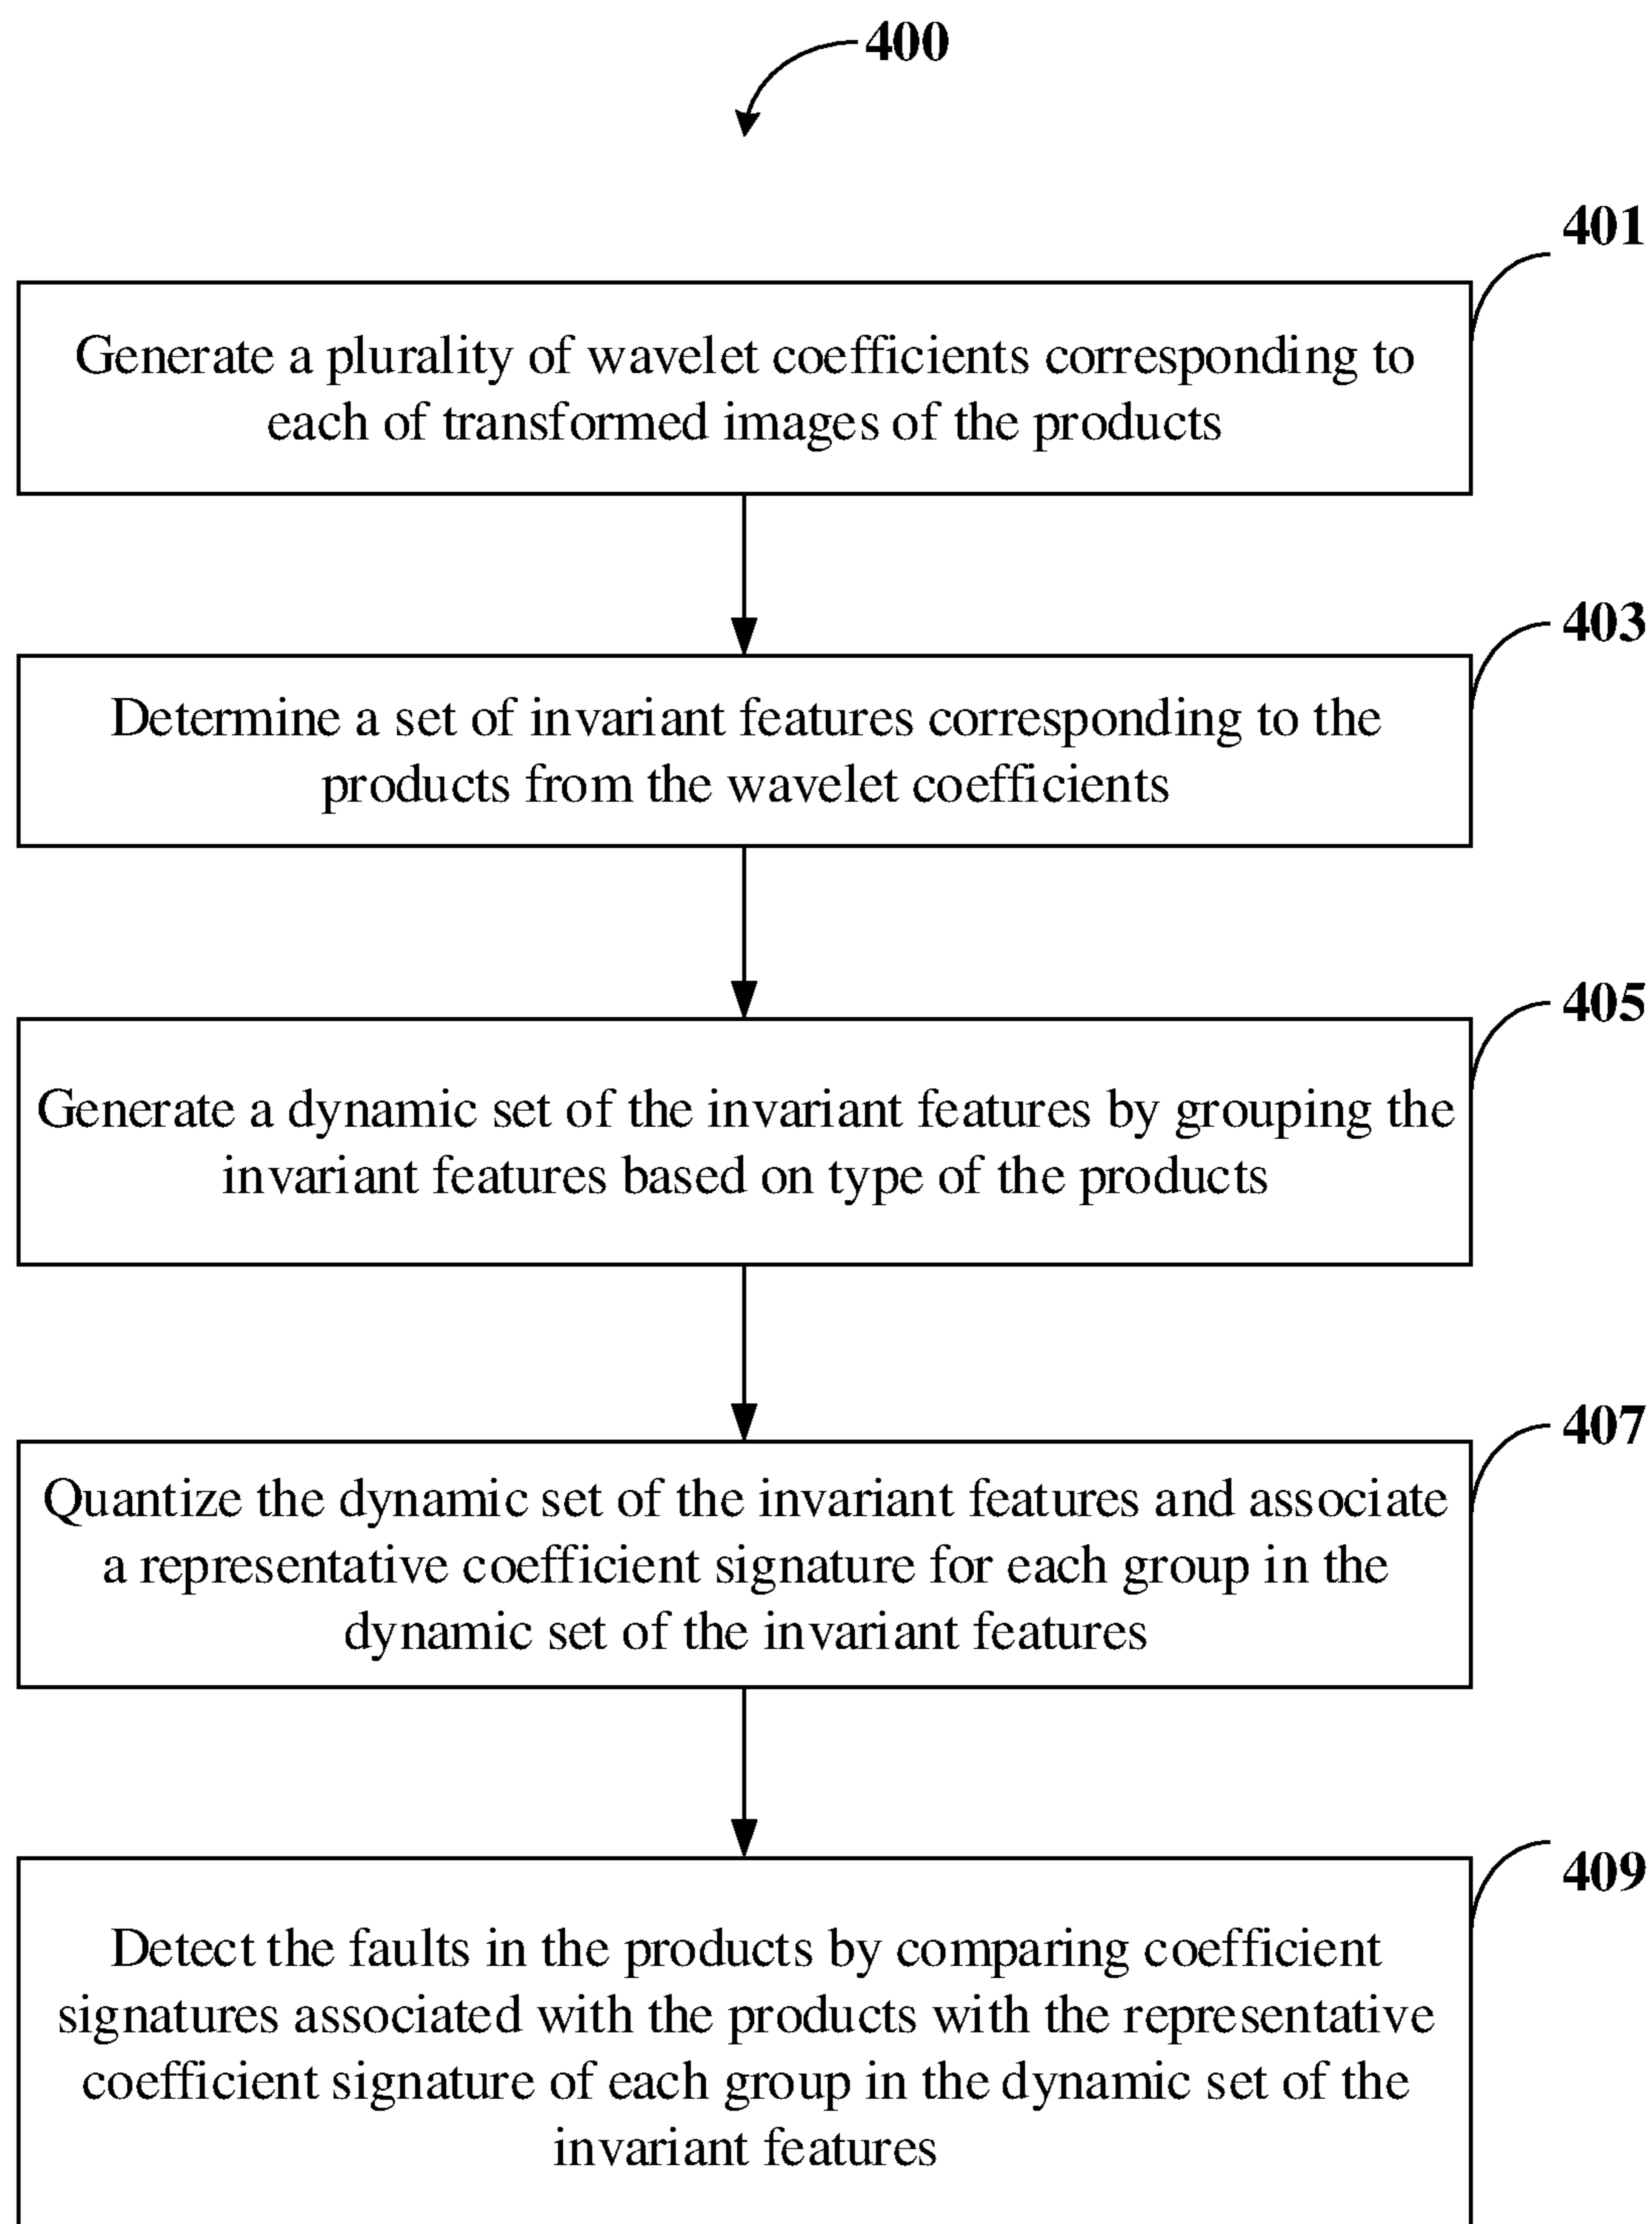 400
401
Generate a plurality of wavelet coefficients corresponding to
each of transformed images of the products
403
Determine a set of invariant features corresponding to the
products from the wavelet coefficients
405
Generate a dynamic set of the invariant features by grouping the
invariant features based on type of the products
407
Quantize the dynamic set of the invariant features and associate
a representative coefficient signature for each group in the
dynamic set of the invariant features
409
Detect the faults in the products by comparing coefficient
signatures associated with the products with the representative
coefficient signature of each group in the dynamic set of the
invariant features